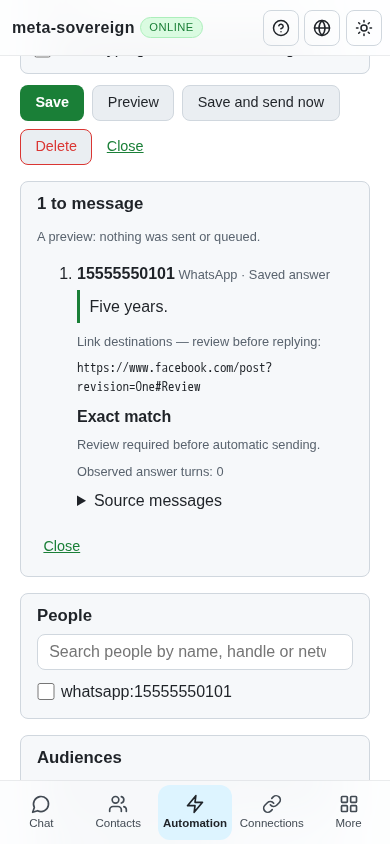 meta-sovereign ONLINE
Save Preview Save and send now
Delete Close
1 to message
A preview: nothing was sent or queued.
1. 15555550101 WhatsApp · Saved answer
Five years.
Link destinations — review before replying:
https://www.facebook.com/post?
revision=One#Review
Exact match
Review required before automatic sending.
Observed answer turns: 0
Source messages
Close
People
Search people by name, handle or netw
whatsapp:15555550101
Audiences
Chat Contacts Automation Connections More